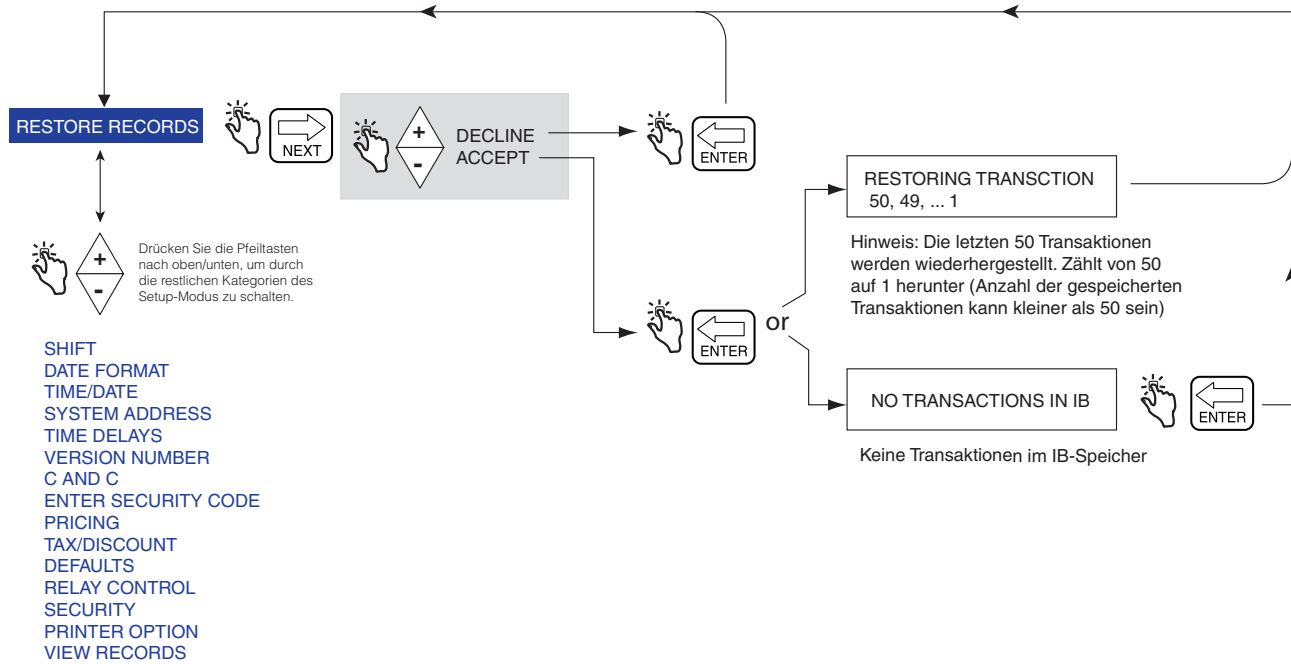 RESTORE RECORDS
NEXT
+
-
DECLINE
ACCEPT
ENTER
+
-
Drücken Sie die Pfeiltasten
nach oben/unten, um durch
die restlichen Kategorien des
Setup-Modus zu schalten.
SHIFT
DATE FORMAT
TIME/DATE
SYSTEM ADDRESS
TIME DELAYS
VERSION NUMBER
C AND C
ENTER SECURITY CODE
PRICING
TAX/DISCOUNT
DEFAULTS
RELAY CONTROL
SECURITY
PRINTER OPTION
VIEW RECORDS
ENTER
or
RESTORING TRANSCTION
50, 49, ... 1
Hinweis: Die letzten 50 Transaktionen
werden wiederhergestellt. Zählt von 50
auf 1 herunter (Anzahl der gespeicherten
Transaktionen kann kleiner als 50 sein)
NO TRANSACTIONS IN IB
ENTER
Keine Transaktionen im IB-Speicher